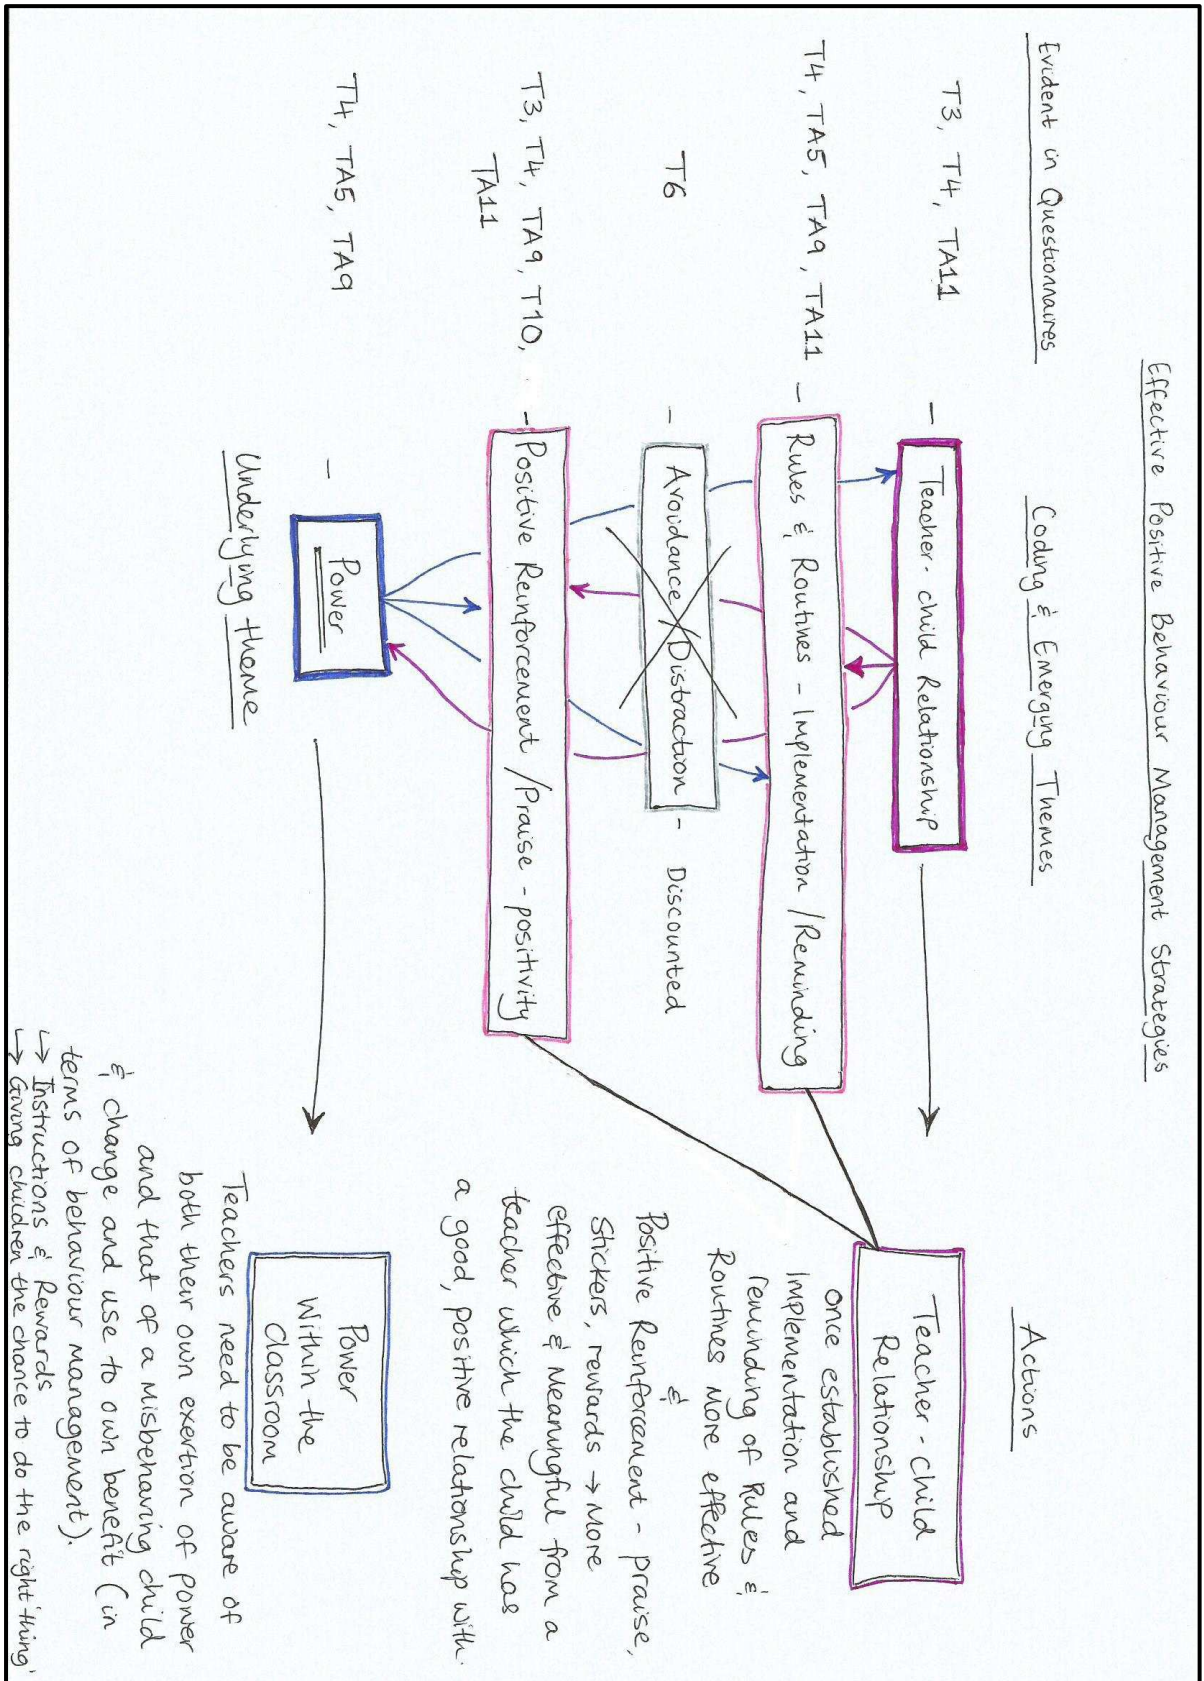 Effective Positive Behaviour Management Strategies
Evident in Questionnaires
Coding & Emerging Themes
Actions
T3, T4, TA11
- Teacher-child Relationship
Teacher-child
Relationship
T4, TA5, TA9, TA11 - Rules & Routines - Implementation / Reminding
T6
- Avoidance / Distraction - Discounted
T3, T4, TA9, T10,
TA11
- Positive Reinforcement / Praise - positivity
T4, TA5, TA9
- Power
Underlying theme
once established
implementation and
reminding of Rules &
Routines more effective
&
Positive Reinforcement - praise,
Stickers, rewards → More
effective & Meaningful from a
teacher which the child has
a good, positive relationship with.
Power
Within the
Classroom
Teachers need to be aware of
both their own exertion of power
and that of a misbehaving child
& change and use to own benefit (in
terms of behaviour management).
↳ Instructions & Rewards
↳ Giving children the chance to do the right 'thing'